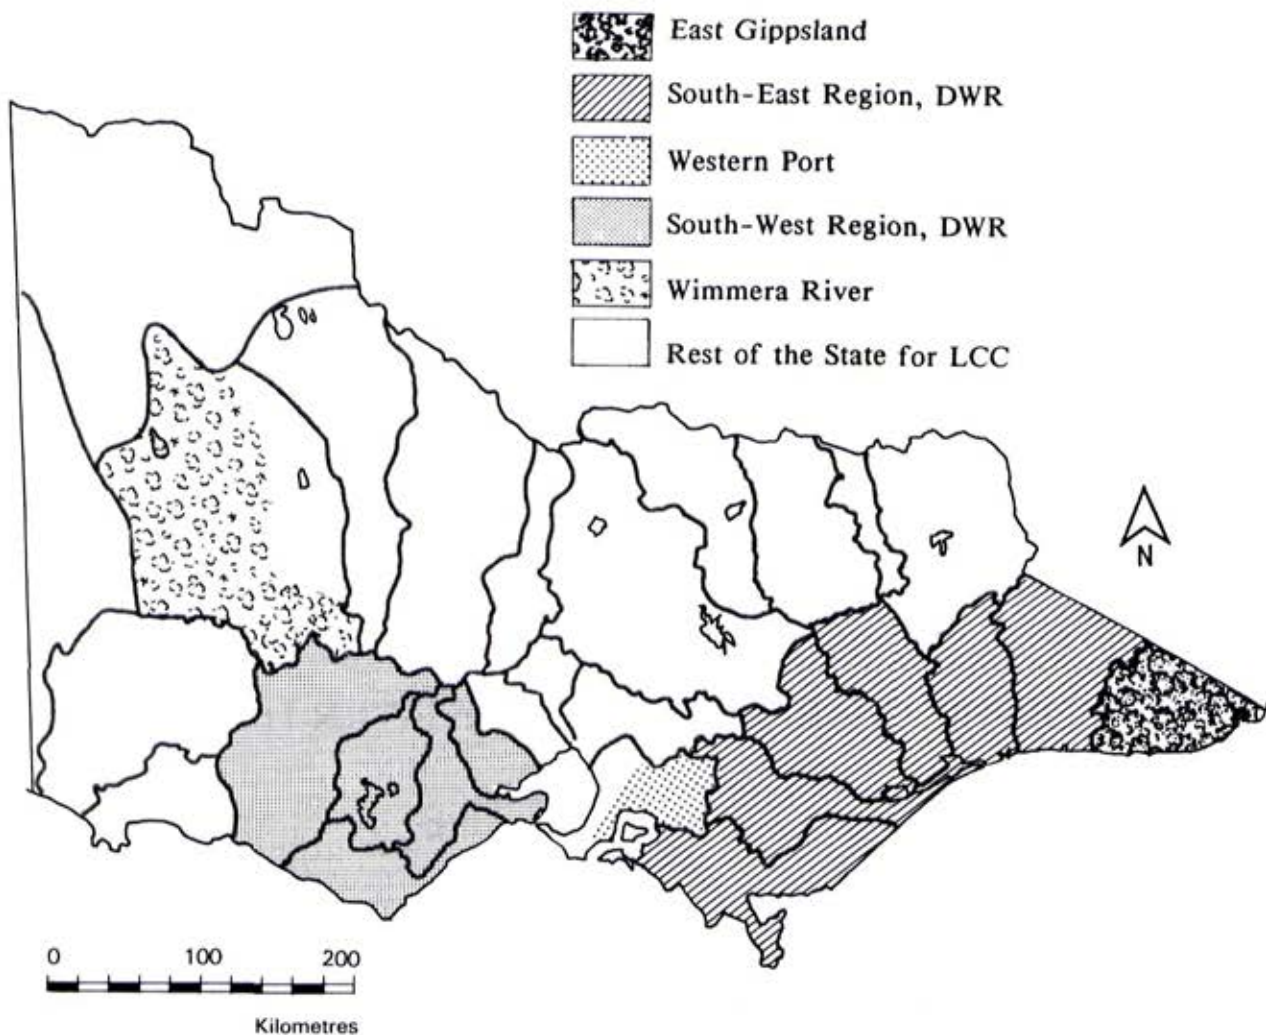 East Gippsland
South-East Region, DWR
Western Port
South-West Region, DWR
Wimmera River
Rest of the State for LCC
N
0 100 200
Kilometres